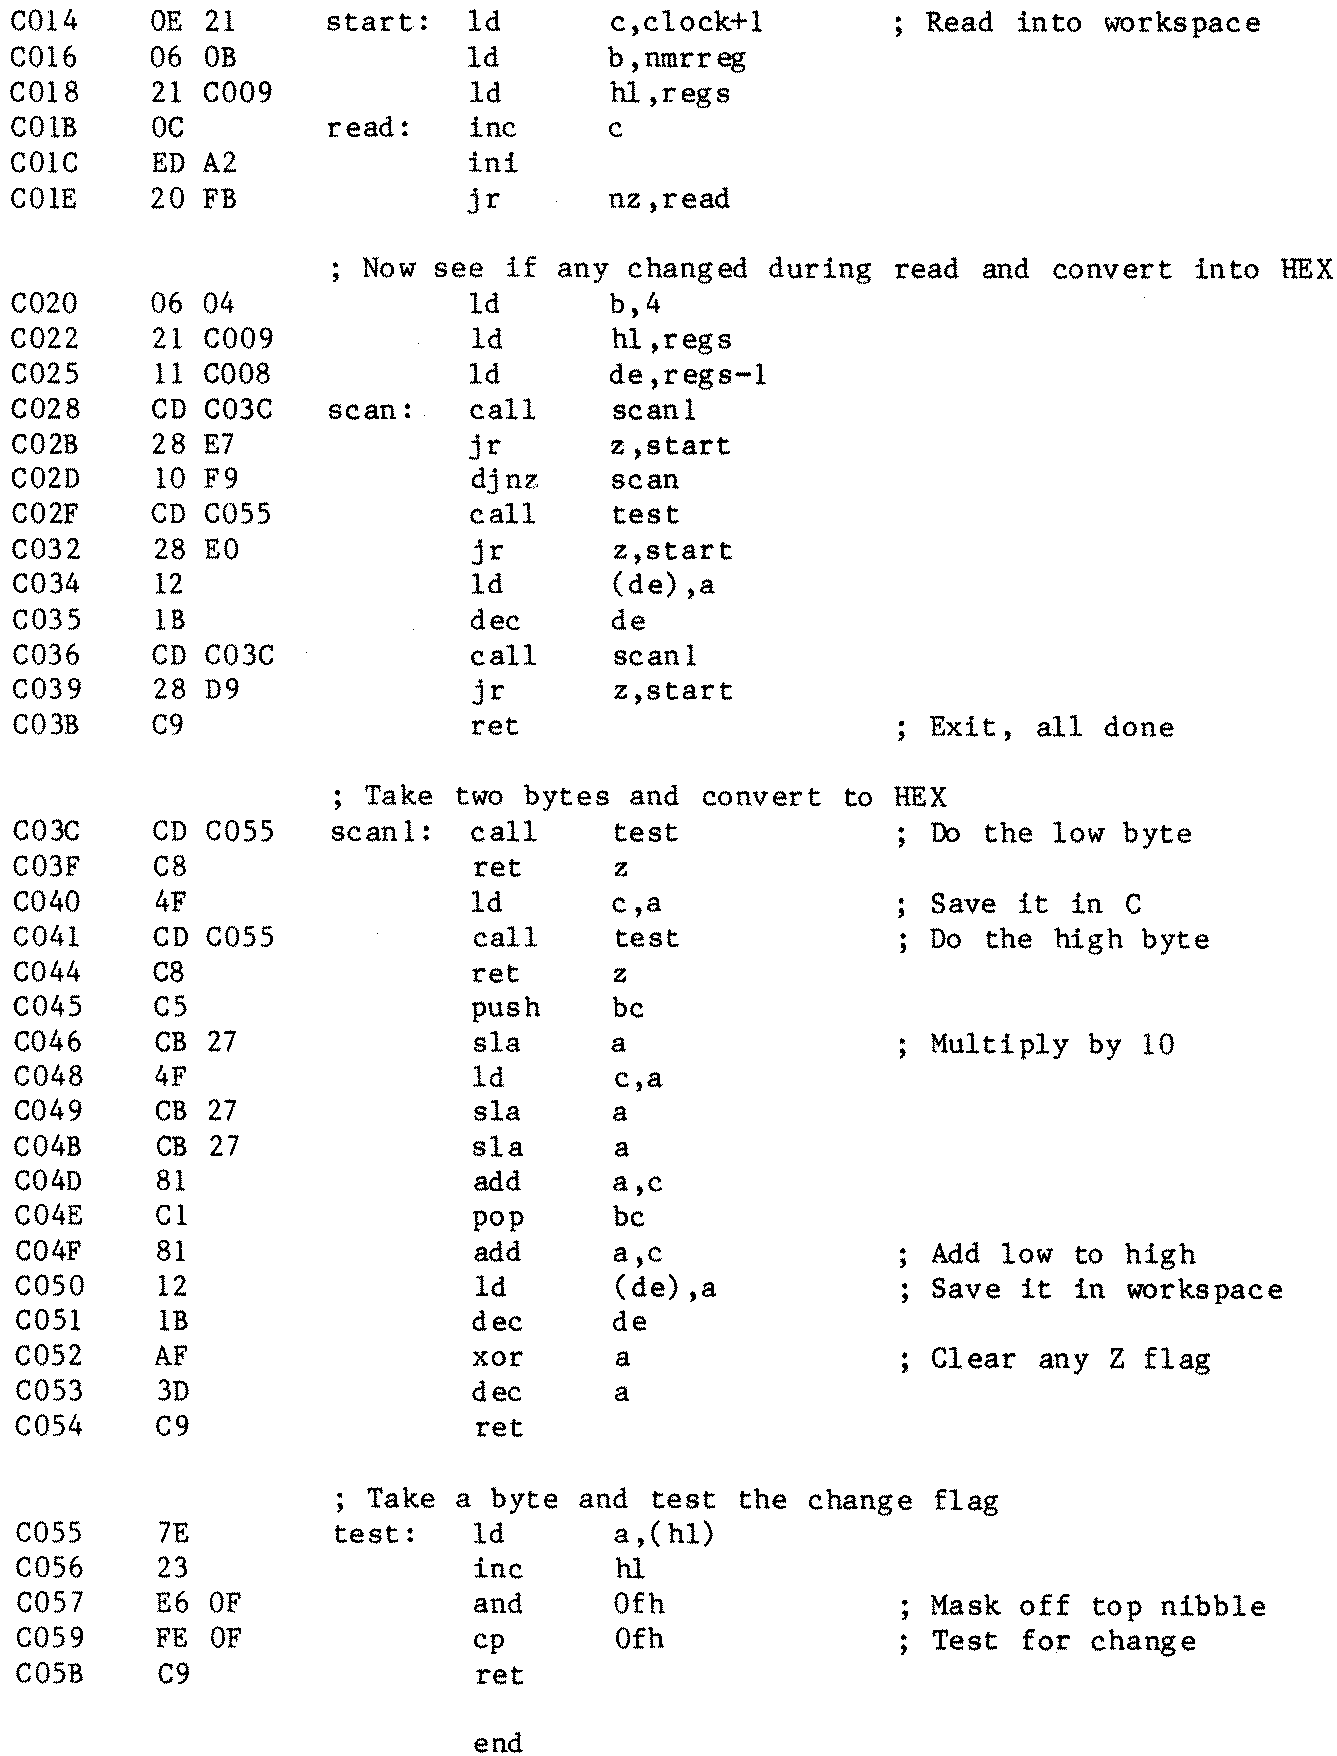 C014 0E 21 start: ld c,clock+1 ; Read into workspace
C016 06 0B ld b,nmrreg
C018 21 C009 ld hl,regs
C01B 0C read: inc c
C01C ED A2 ini
C01E 20 FB jr nz,read
; Now see if any changed during read and convert into HEX
C020 06 04 ld b,4
C022 21 C009 ld hl,regs
C025 11 C008 ld de,regs-1
C028 CD C03C scan: call scan1
C02B 28 E7 jr z,start
C02D 10 F9 djnz scan
C02F CD C055 call test
C032 28 E0 jr z,start
C034 12 ld (de),a
C035 1B dec de
C036 CD C03C call scan1
C039 28 D9 jr z,start
C03B C9 ret ; Exit, all done
; Take two bytes and convert to HEX
C03C CD C055 scan1: call test ; Do the low byte
C03F C8 ret z
C040 4F ld c,a ; Save it in C
C041 CD C055 call test ; Do the high byte
C044 C8 ret z
C045 C5 push bc
C046 CB 27 sla a ; Multiply by 10
C048 4F ld c,a
C049 CB 27 sla a
C04B CB 27 sla a
C04D 81 add a,c
C04E C1 pop bc
C04F 81 add a,c ; Add low to high
C050 12 ld (de),a ; Save it in workspace
C051 1B dec de
C052 AF xor a ; Clear any Z flag
C053 3D dec a
C054 C9 ret
; Take a byte and test the change flag
C055 7E test: ld a,(hl)
C056 23 inc hl
C057 E6 0F and 0fh ; Mask off top nibble
C059 FE 0F cp 0fh ; Test for change
C05B C9 ret
end